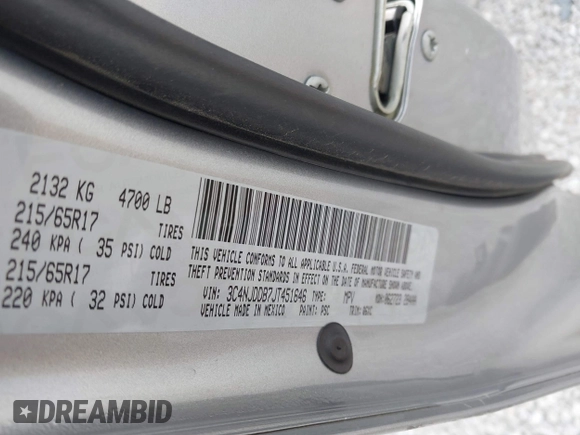 2132 KG 4700 LB
215/65R17 TIRES
240 KPA ( 35 PSI) COLD
215/65R17 TIRES
220 KPA ( 32 PSI) COLD
THIS VEHICLE CONFORMS TO ALL APPLICABLE U.S.A. FEDERAL MOTOR VEHICLE SAFETY AND
THEFT PREVENTION STANDARDS IN EFFECT ON THE DATE OF MANUFACTURE SHOWN ABOVE.
VIN: 3C4NJDDB7JT451646 TYPE: MPV
VEHICLE MADE IN MEXICO PAINT: PSC TRIM:
DREAMBID